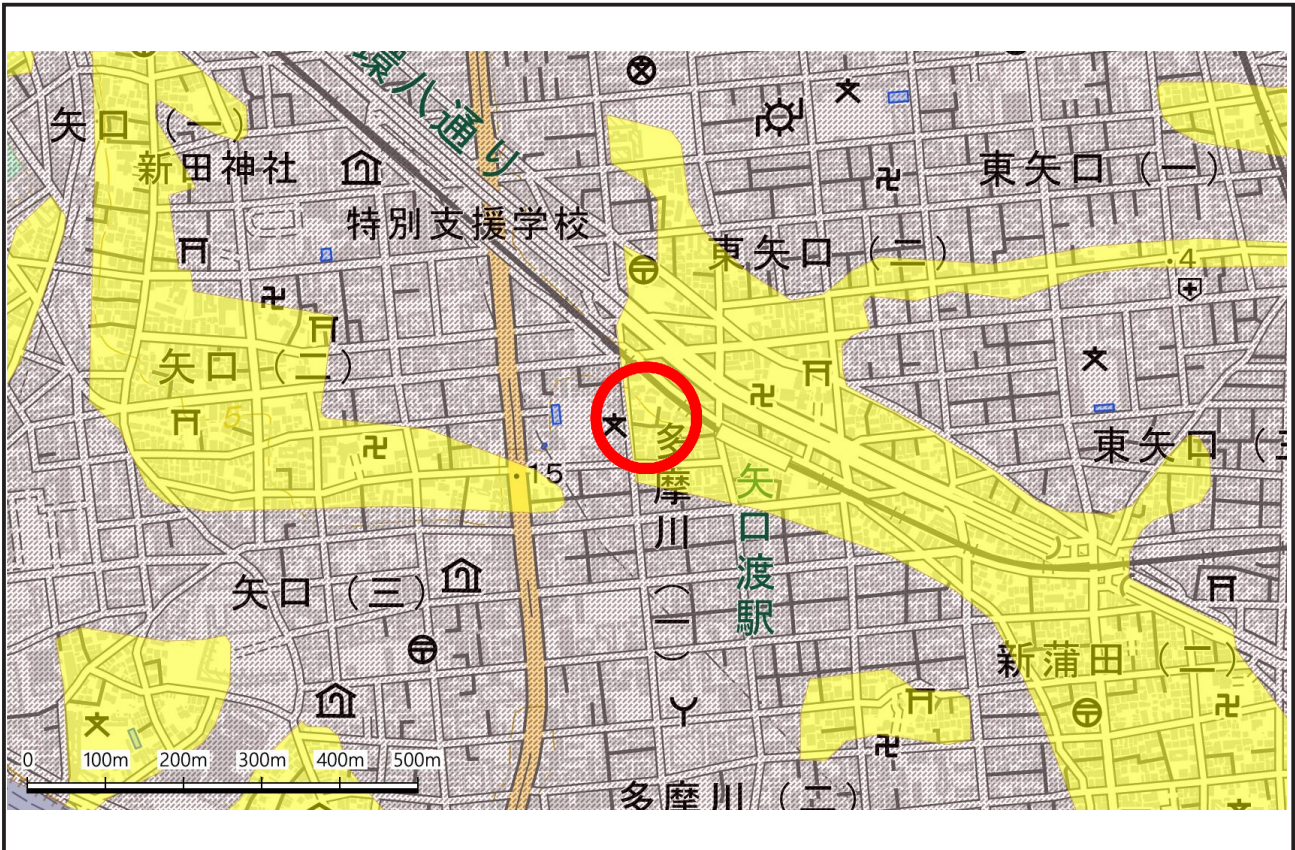 環八通り
矢口（一）
新田神社
東矢口（一）
特別支援学校
東矢口（二）
4
矢口（二）
5
多摩川（一）
東矢口（三
15
矢口渡駅
矢口（三）
新蒲田（二）
0 100m 200m 300m 400m 500m
多摩川（二）